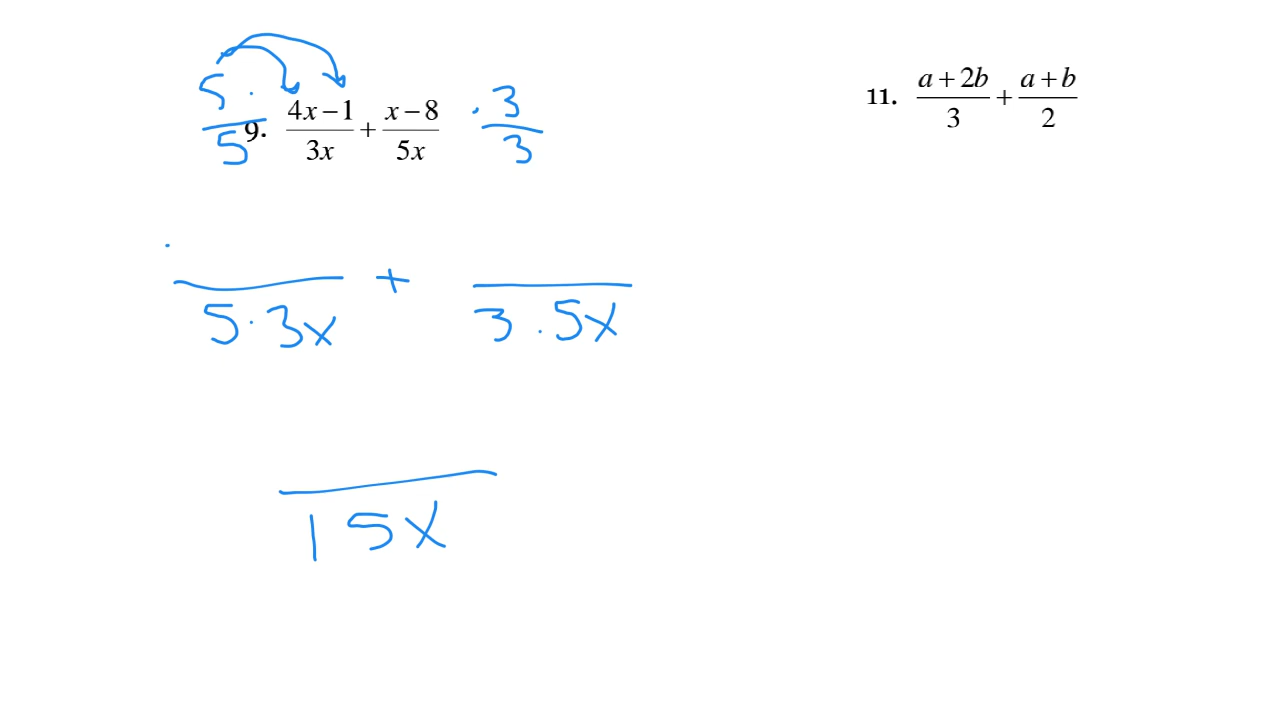 5/5 · 9. (4x − 1)/(3x) + (x − 8)/(5x) · 3/3
5 · 3x + 3 . 5x
15x
11. (a + 2b)/3 + (a + b)/2